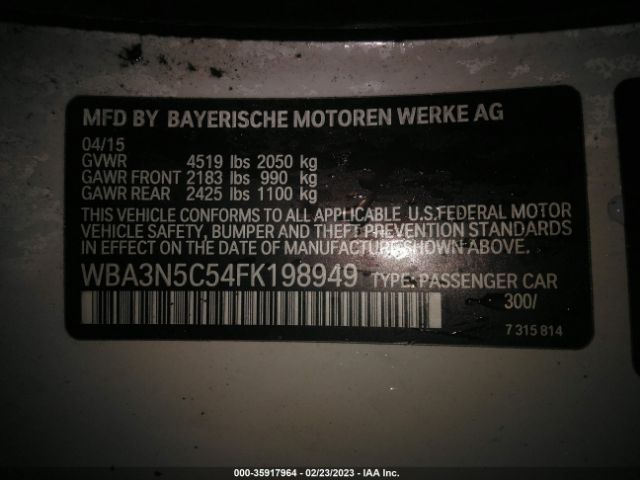 MFD BY BAYERISCHE MOTOREN WERKE AG
04/15
GVWR 4519 lbs 2050 kg
GAWR FRONT 2183 lbs 990 kg
GAWR REAR 2425 lbs 1100 kg
THIS VEHICLE CONFORMS TO ALL APPLICABLE U.S.FEDERAL MOTOR
VEHICLE SAFETY, BUMPER AND THEFT PREVENTION STANDARDS
IN EFFECT ON THE DATE OF MANUFACTURE SHOWN ABOVE.
WBA3N5C54FK198949 TYPE: PASSENGER CAR
300/
7 315 814
000-35917964 - 02/23/2023 - IAA Inc.